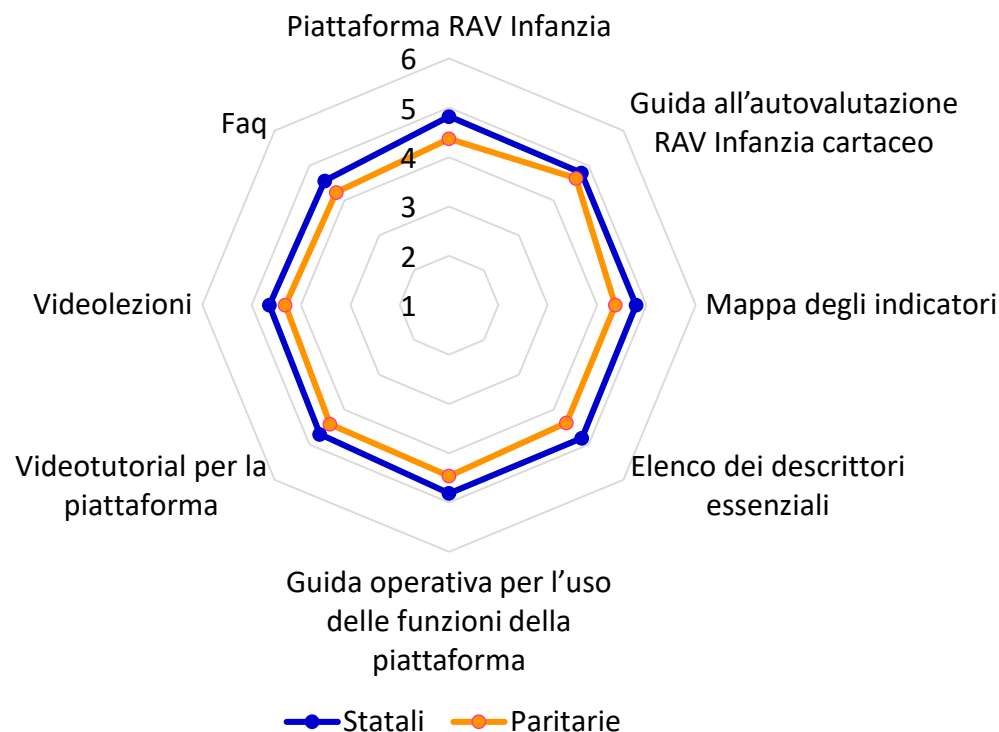 Piattaforma RAV Infanzia
6
5
4
3
2
1
Guida all’autovalutazione
RAV Infanzia cartaceo
Mappa degli indicatori
Elenco dei descrittori
essenziali
Guida operativa per l’uso
delle funzioni della
piattaforma
Videotutorial per la
piattaforma
Videolezioni
Faq
Statali
Paritarie